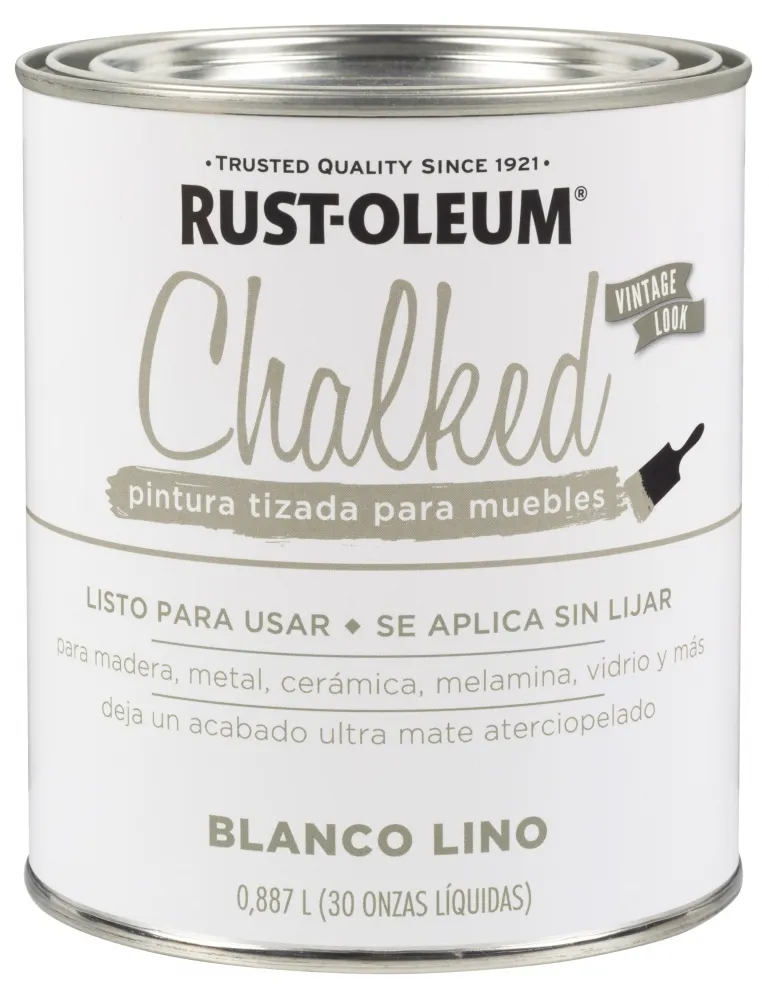 •TRUSTED QUALITY SINCE 1921•
RUST-OLEUM®
Chalked
VINTAGE
LOOK
pintura tizada para muebles
LISTO PARA USAR ◆ SE APLICA SIN LIJAR
para madera, metal, cerámica, melamina, vidrio y más
deja un acabado ultra mate aterciopelado
BLANCO LINO
0,887 L (30 ONZAS LÍQUIDAS)